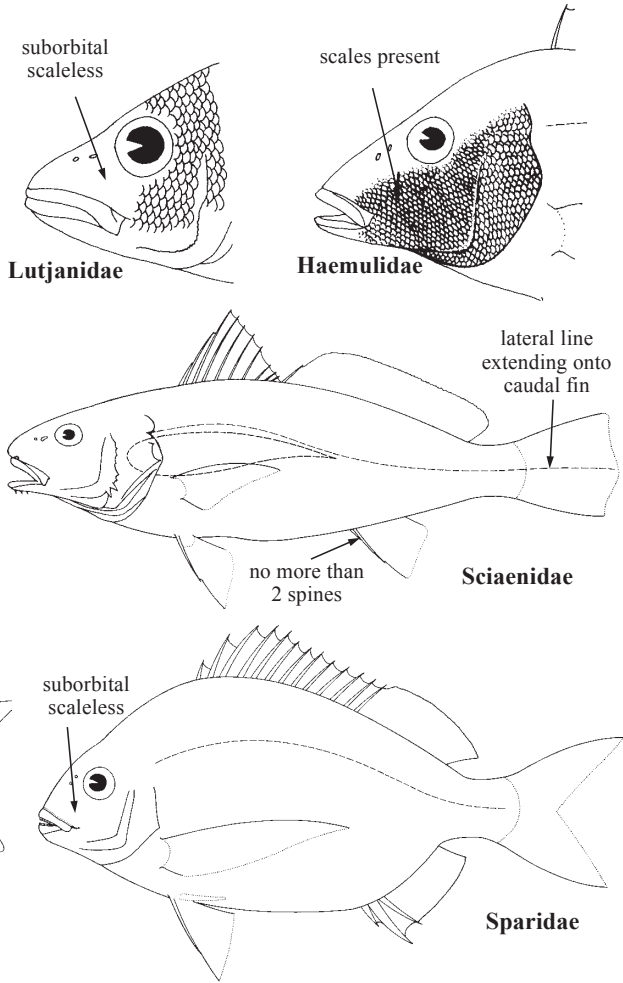 suborbital
scaleless
scales present
Lutjanidae
Haemulidae
lateral line
extending onto
caudal fin
no more than
2 spines
Sciaenidae
suborbital
scaleless
Sparidae